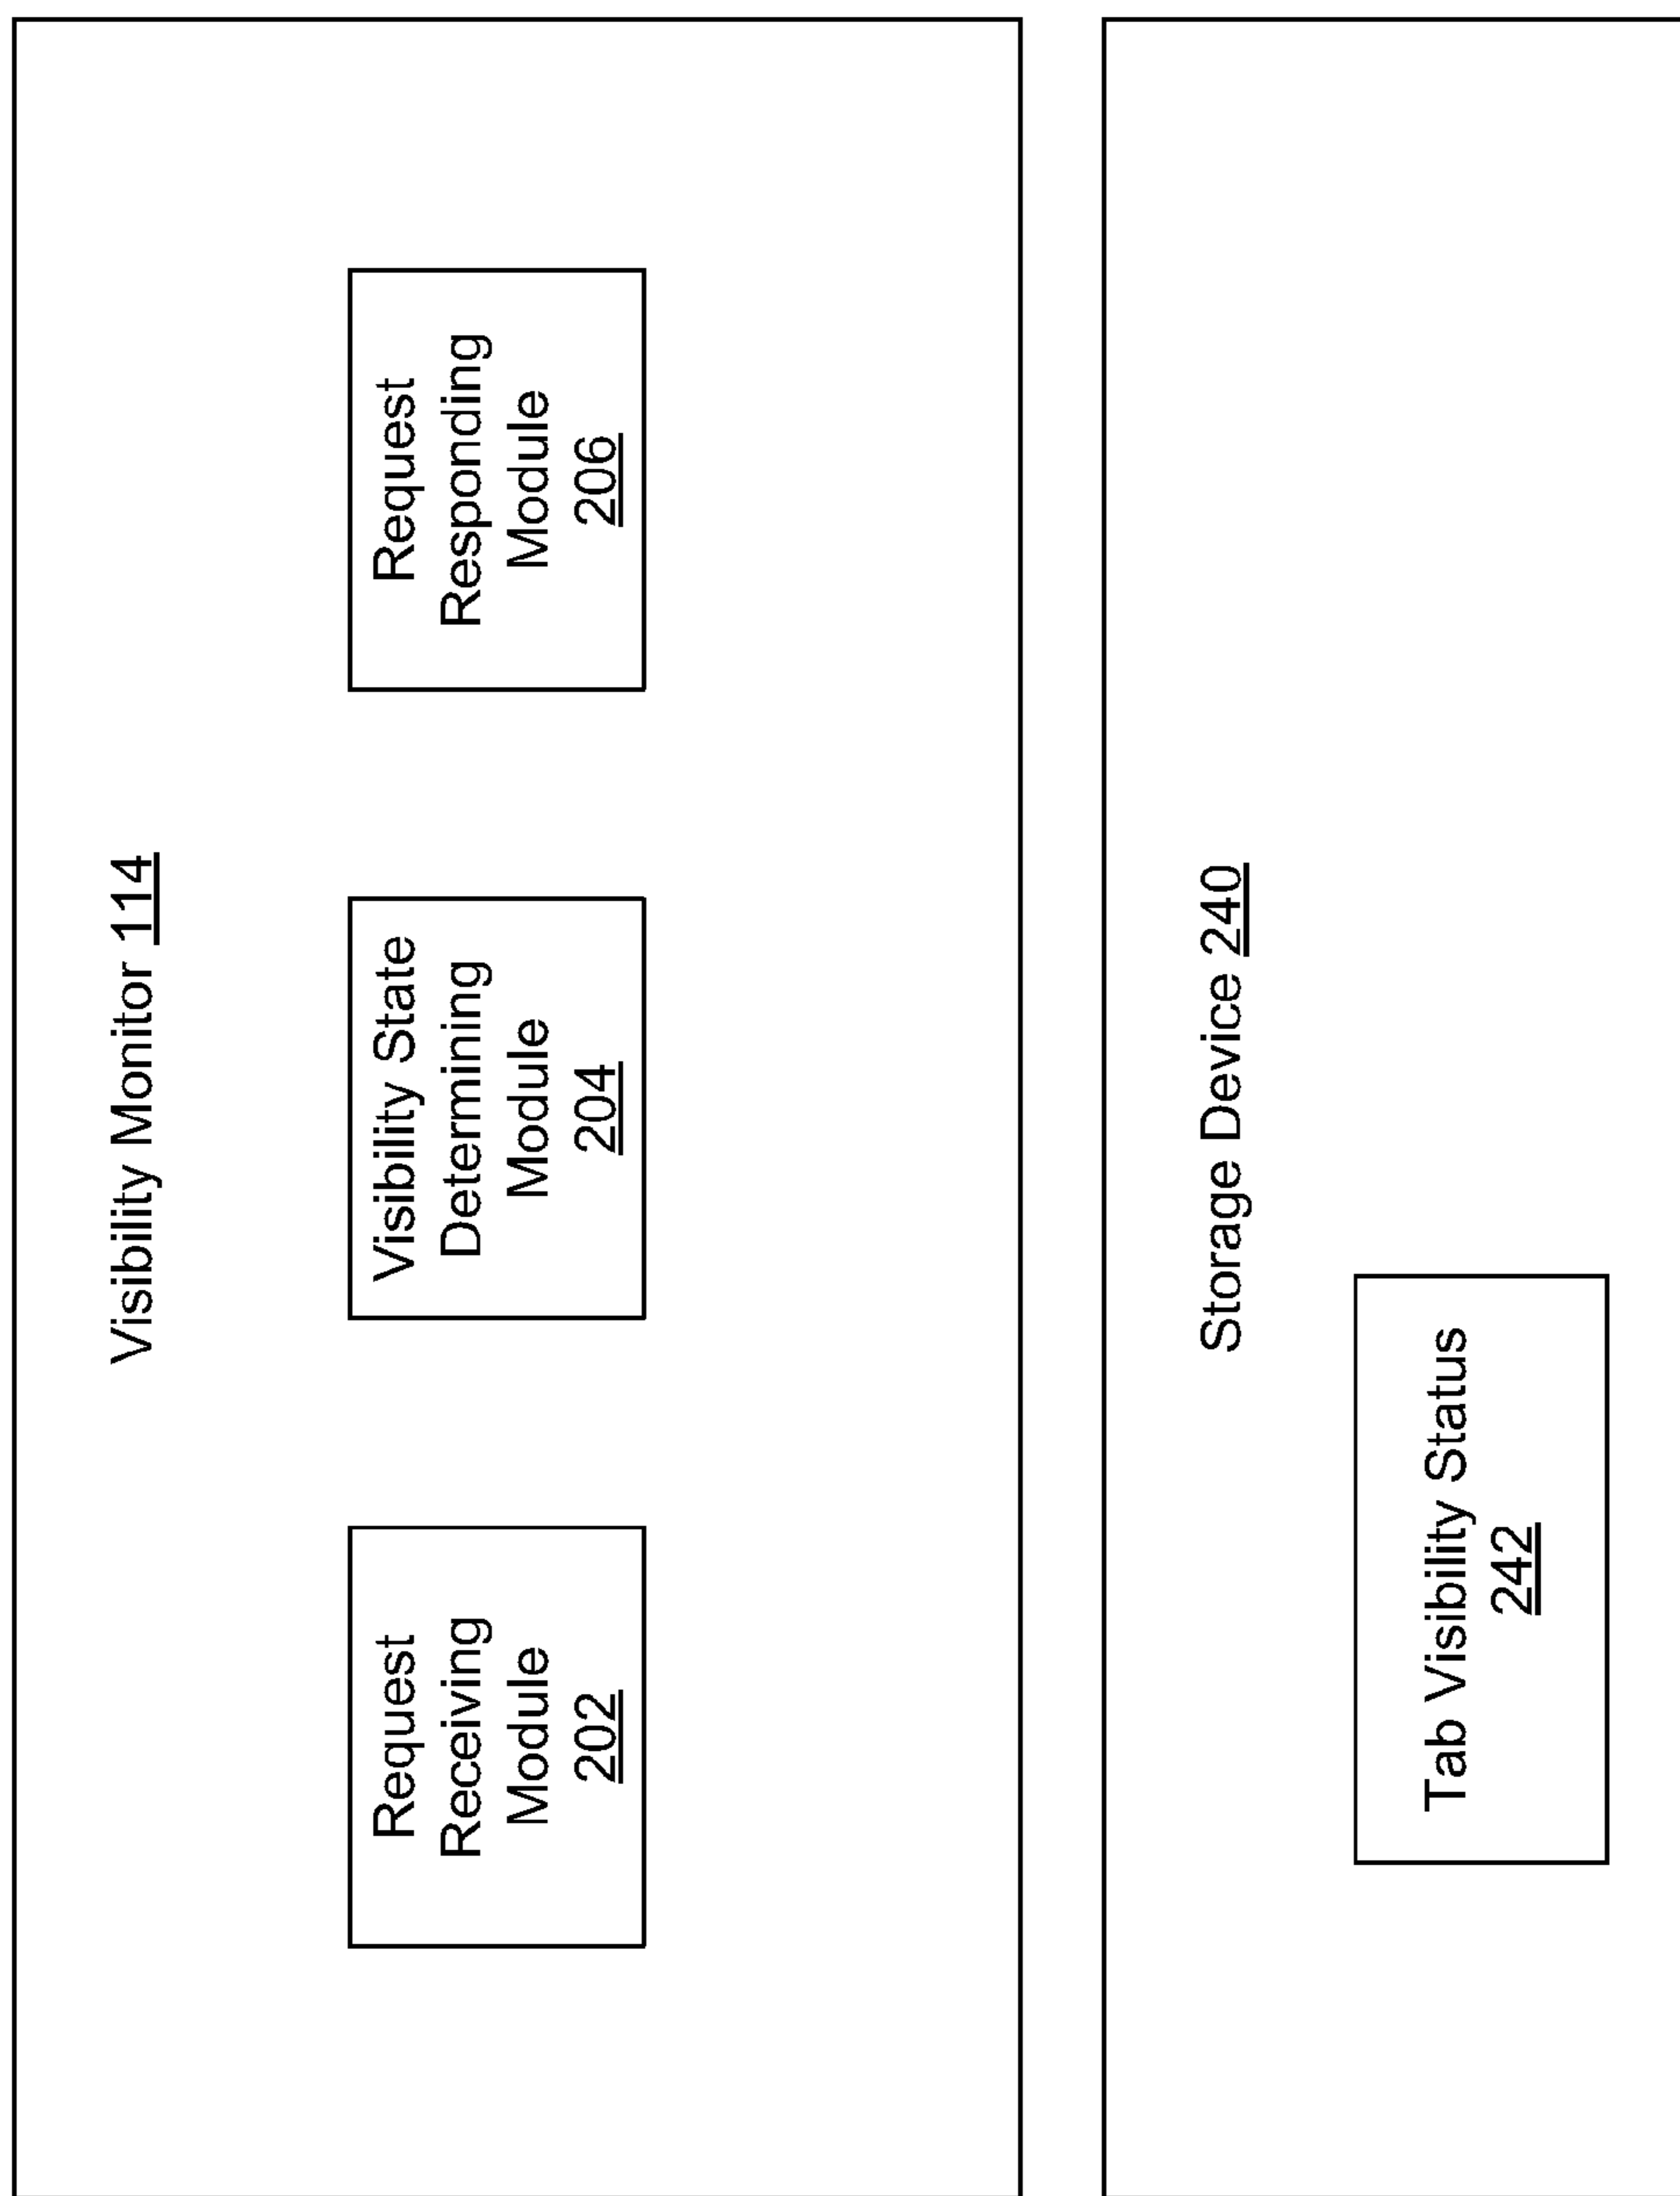 Visibility Monitor 114
Request
Receiving
Module
202
Visibility State
Determining
Module
204
Request
Responding
Module
206
Storage Device 240
Tab Visibility Status
242